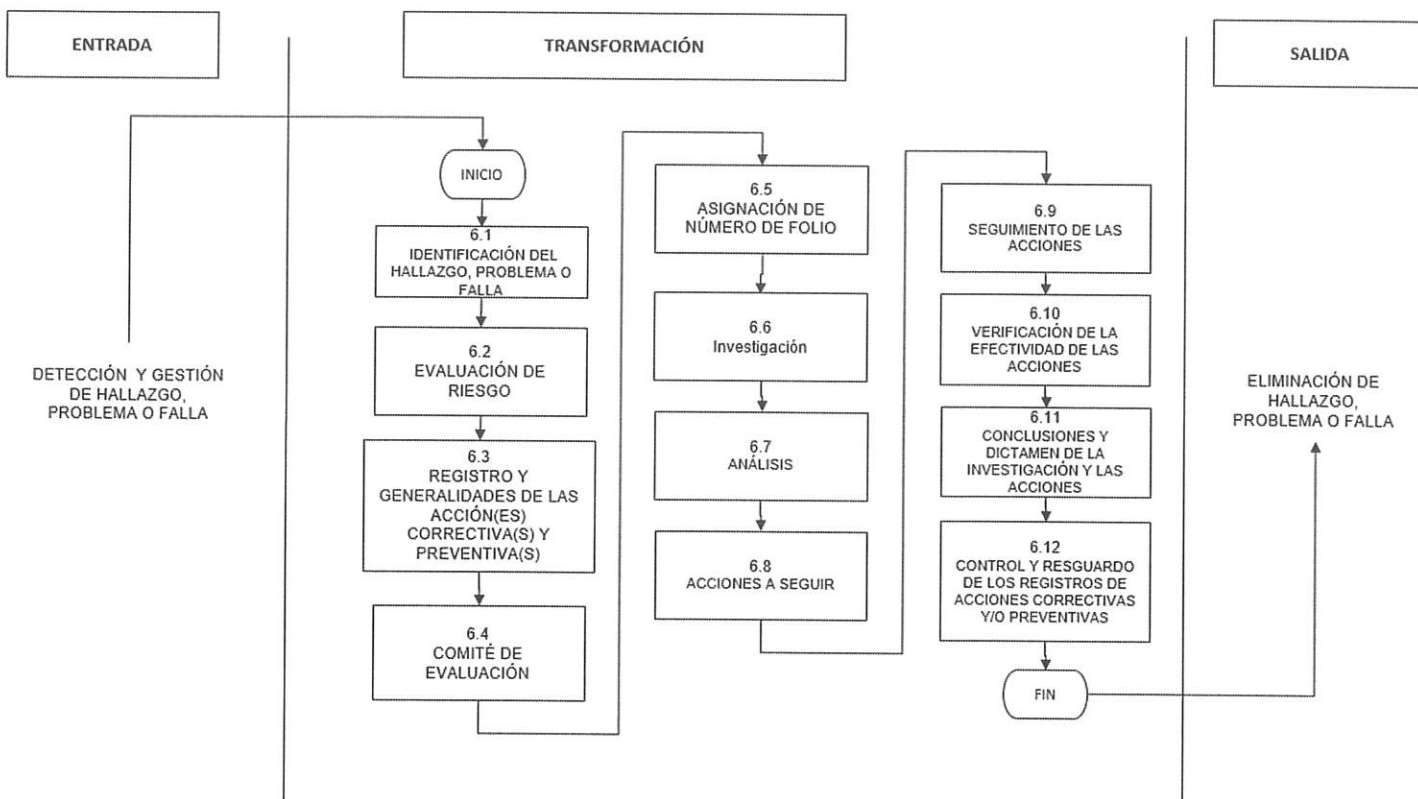 ENTRADA
TRANSFORMACIÓN
SALIDA
DETECCIÓN Y GESTIÓN
DE HALLAZGO,
PROBLEMA O FALLA
INICIO
6.1
IDENTIFICACIÓN DEL
HALLAZGO, PROBLEMA O
FALLA
6.2
EVALUACIÓN DE
RIESGO
6.3
REGISTRO Y
GENERALIDADES DE LAS
ACCIÓN(ES)
CORRECTIVA(S) Y
PREVENTIVA(S)
6.4
COMITÉ DE
EVALUACIÓN
6.5
ASIGNACIÓN DE
NÚMERO DE FOLIO
6.6
Investigación
6.7
ANÁLISIS
6.8
ACCIONES A SEGUIR
6.9
SEGUIMIENTO DE LAS
ACCIONES
6.10
VERIFICACIÓN DE LA
EFECTIVIDAD DE LAS
ACCIONES
6.11
CONCLUSIONES Y
DICTAMEN DE LA
INVESTIGACIÓN Y LAS
ACCIONES
6.12
CONTROL Y RESGUARDO
DE LOS REGISTROS DE
ACCIONES CORRECTIVAS
Y/O PREVENTIVAS
FIN
ELIMINACIÓN DE
HALLAZGO,
PROBLEMA O FALLA